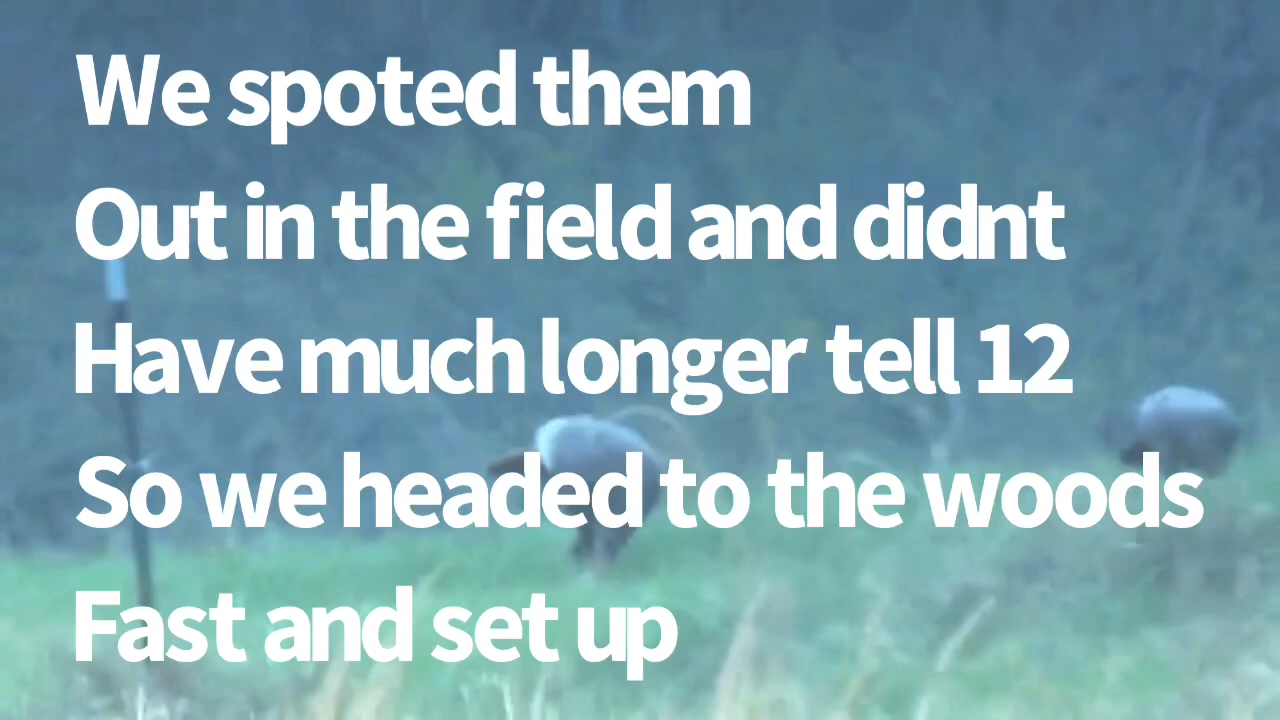 We spoted them
Out in the field and didnt
Have much longer tell 12
So we headed to the woods
Fast and set up